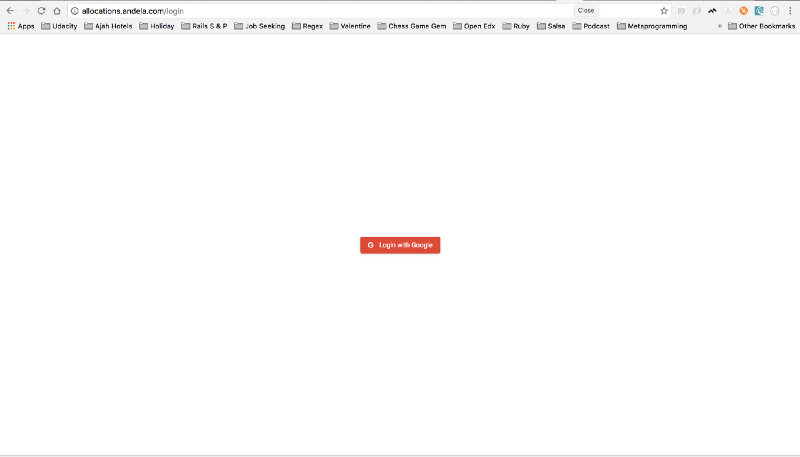 Close
allocations.andela.com/login
Apps Udacity Ajah Hotels Holiday Rails S & P Job Seeking Regex Valentine Chess Game Gem Open Edx Ruby Salsa Podcast Metaprogramming » Other Bookmarks
G Login with Google